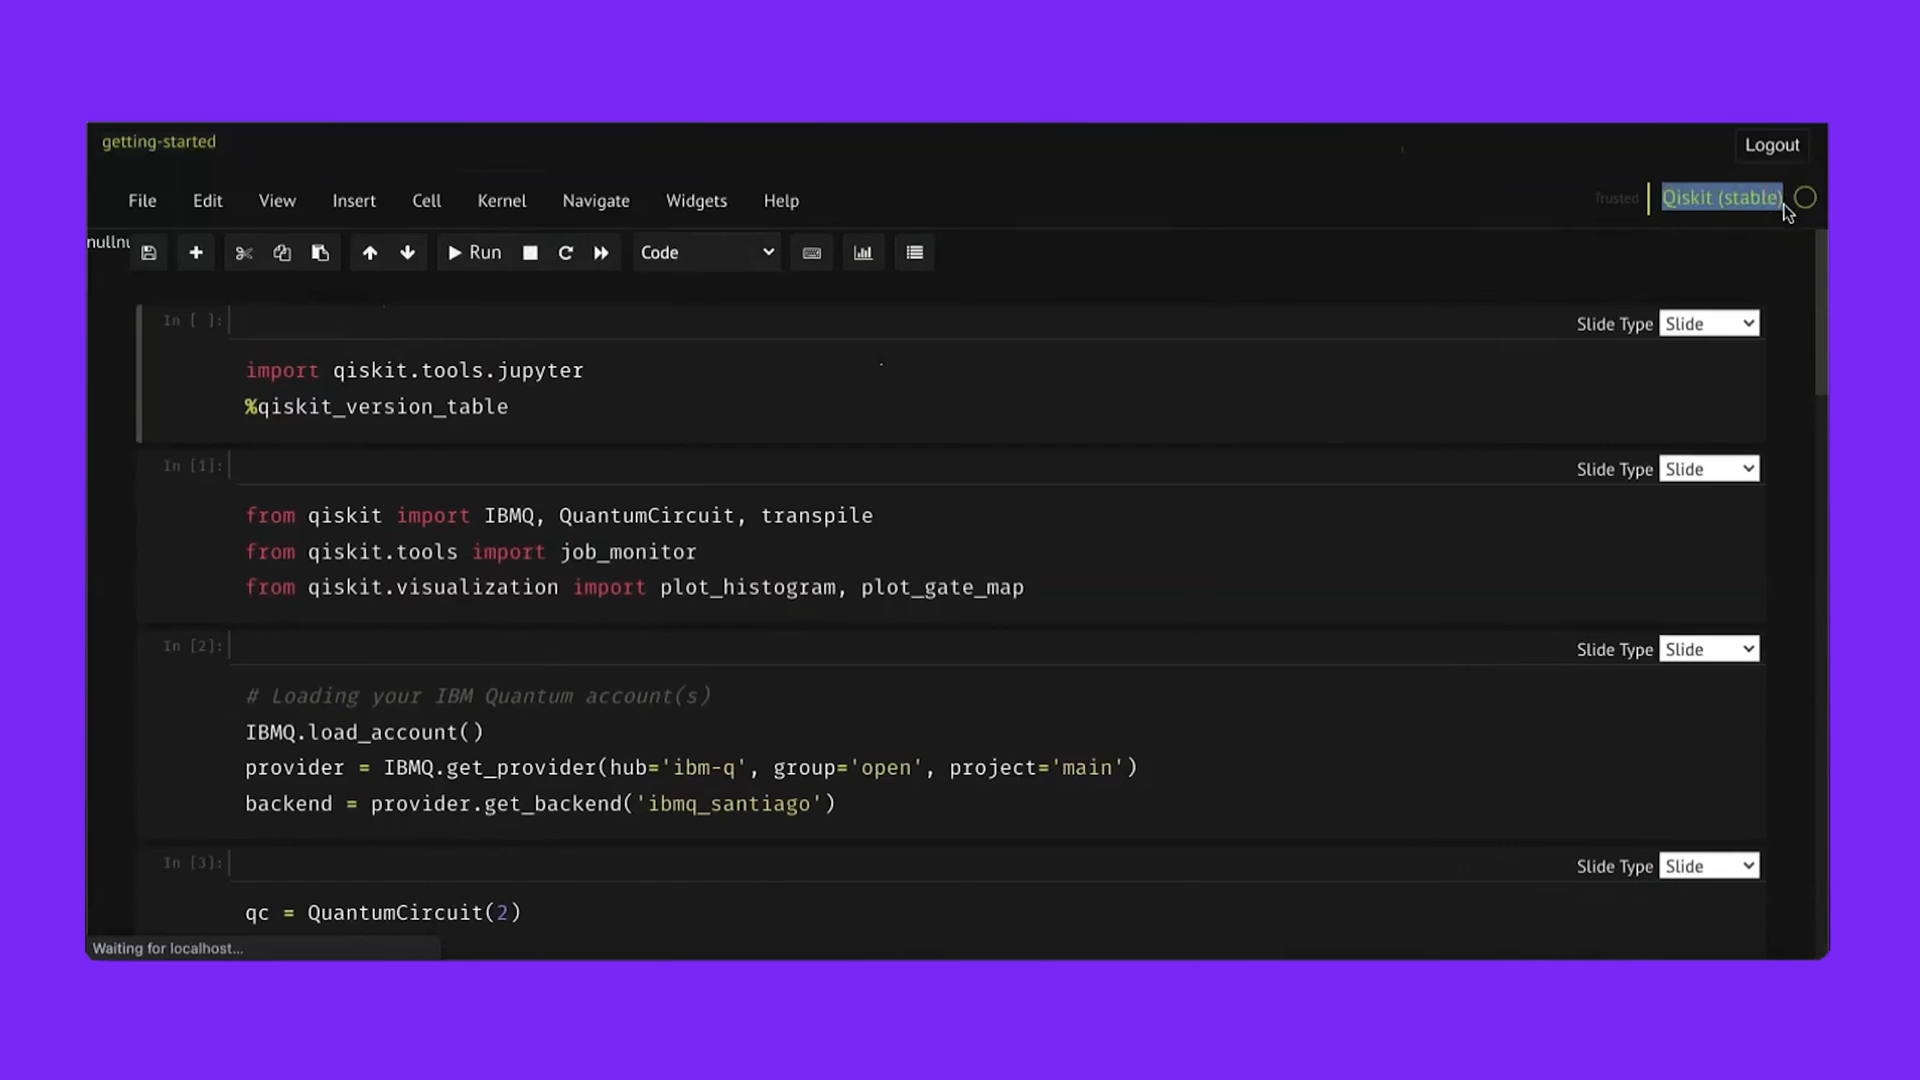 getting-started
Logout
File Edit View Insert Cell Kernel Navigate Widgets Help
Trusted Qiskit (stable)
nullnu
Run Code
In [ ]:
Slide Type Slide
import qiskit.tools.jupyter
%qiskit_version_table
In [1]:
Slide Type Slide
from qiskit import IBMQ, QuantumCircuit, transpile
from qiskit.tools import job_monitor
from qiskit.visualization import plot_histogram, plot_gate_map
In [2]:
Slide Type Slide
# Loading your IBM Quantum account(s)
IBMQ.load_account()
provider = IBMQ.get_provider(hub='ibm-q', group='open', project='main')
backend = provider.get_backend('ibmq_santiago')
In [3]:
Slide Type Slide
qc = QuantumCircuit(2)
Waiting for localhost...